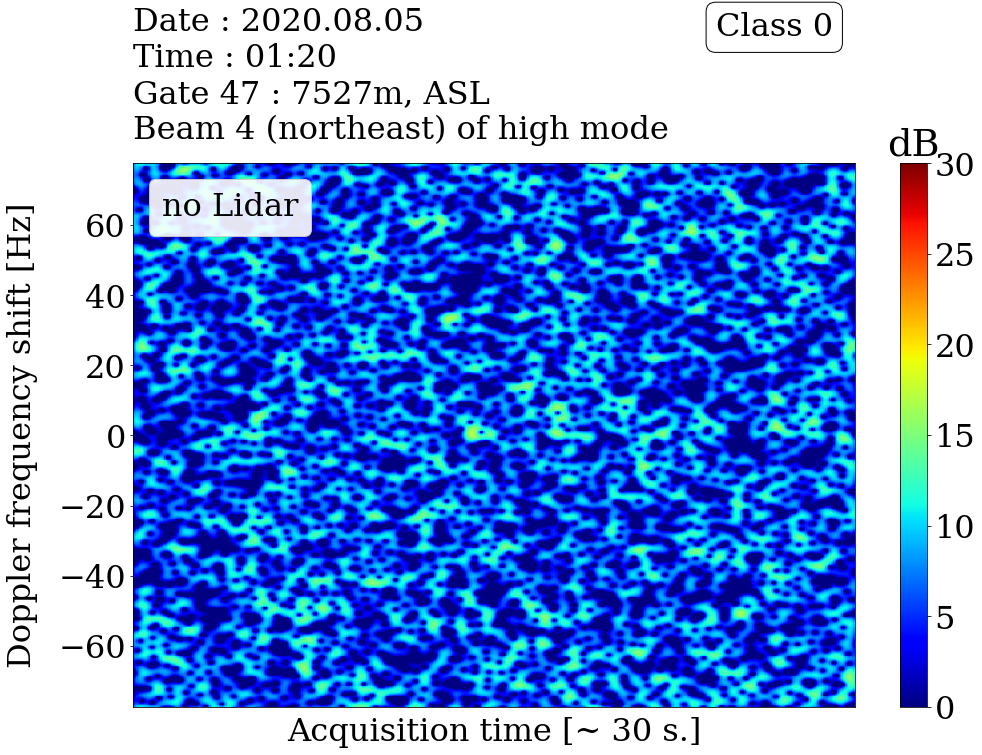 Date : 2020.08.05
Time : 01:20
Gate 47 : 7527m, ASL
Beam 4 (northeast) of high mode
Class 0
dB
no Lidar
Doppler frequency shift [Hz]
60
40
20
0
−20
−40
−60
30
25
20
15
10
5
0
Acquisition time [~ 30 s.]